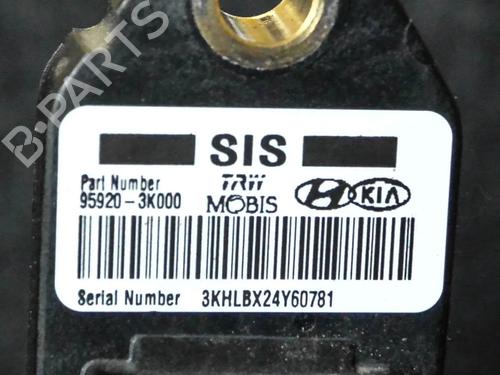 B-PARTS
SIS
Part Number
95920-3K000
TRW
MOBIS
KIA
Serial Number 3KHLBX24Y60781